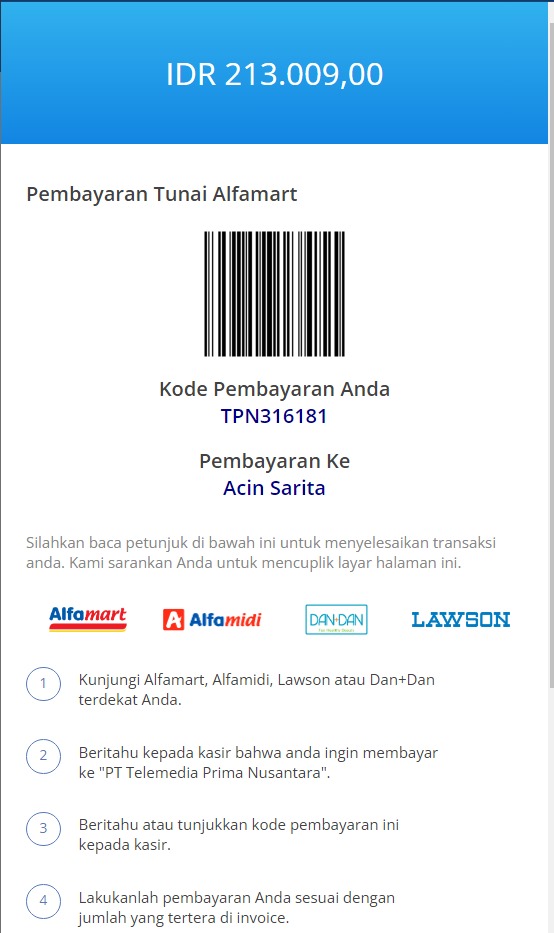 IDR 213.009,00
Pembayaran Tunai Alfamart
Kode Pembayaran Anda
TPN316181
Pembayaran Ke
Acin Sarita
Silahkan baca petunjuk di bawah ini untuk menyelesaikan transaksi
anda. Kami sarankan Anda untuk mencuplik layar halaman ini.
Alfamart
A Alfamidi
DAN+DAN
LAWSON
1
Kunjungi Alfamart, Alfamidi, Lawson atau Dan+Dan
terdekat Anda.
2
Beritahu kepada kasir bahwa anda ingin membayar
ke "PT Telemedia Prima Nusantara".
3
Beritahu atau tunjukkan kode pembayaran ini
kepada kasir.
4
Lakukanlah pembayaran Anda sesuai dengan
jumlah yang tertera di invoice.